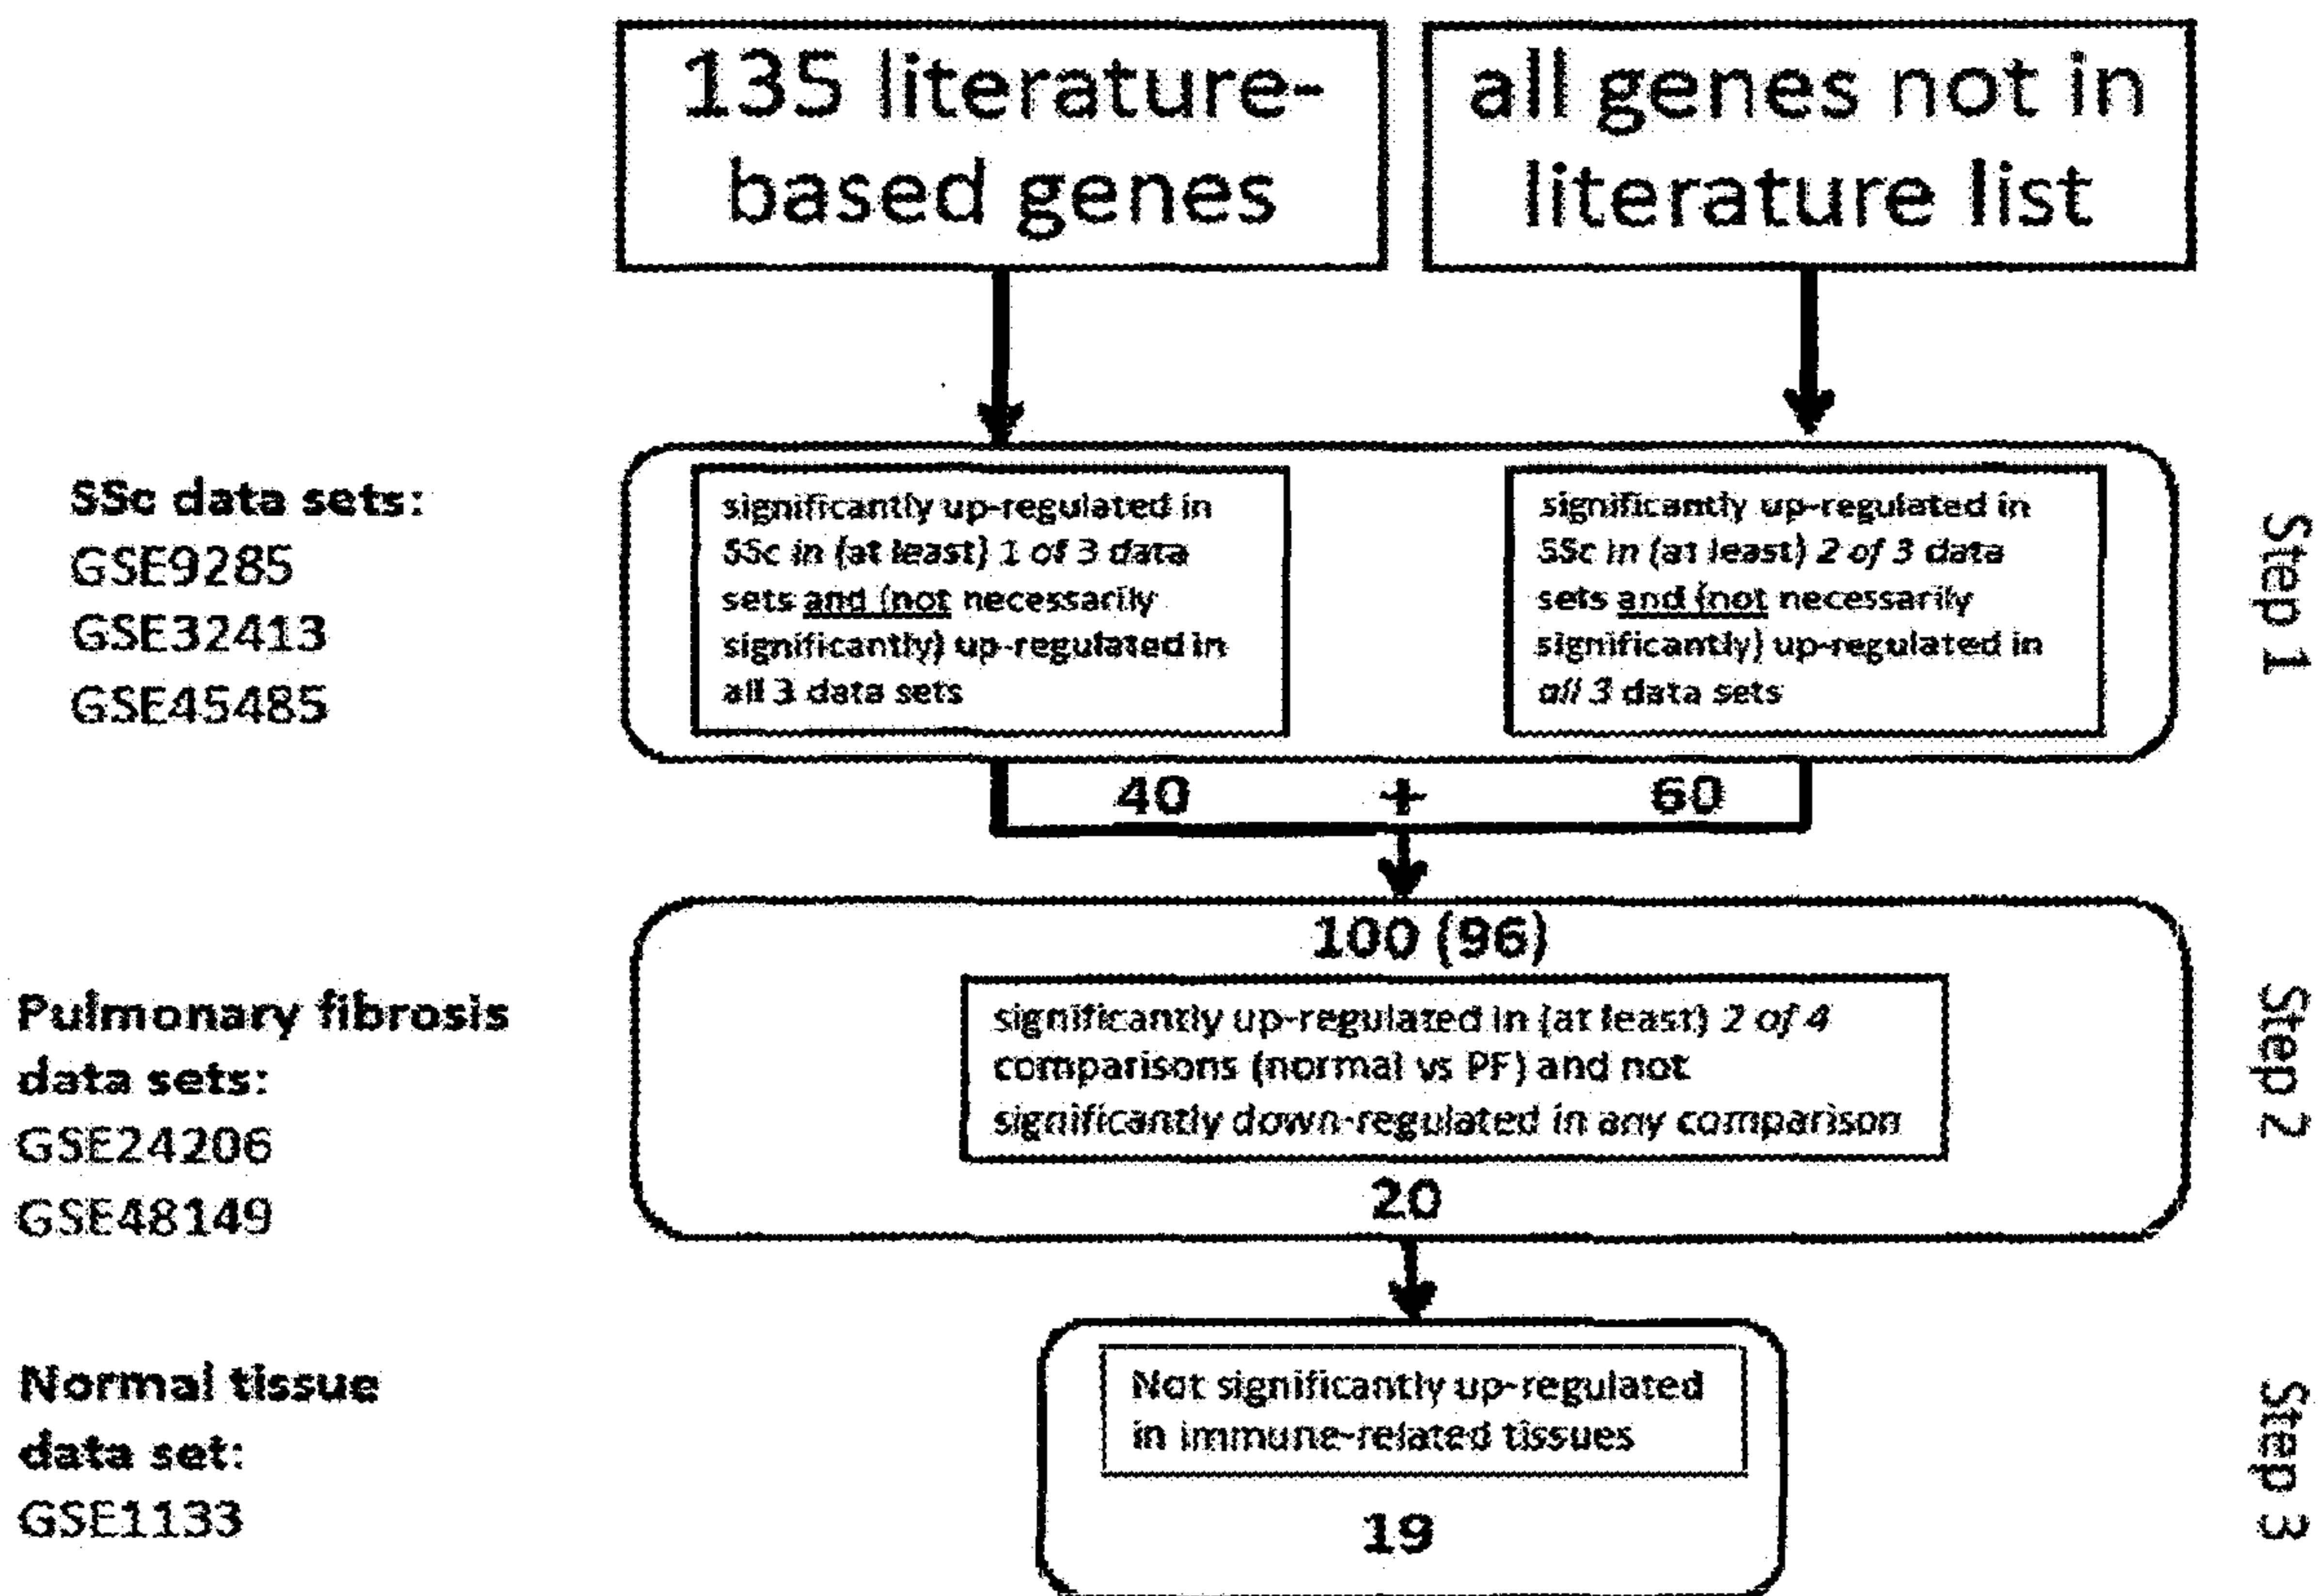 135 literature-
based genes
all genes not in
literature list
SSc data sets:
GSE9285
GSE32413
GSE45485
significantly up-regulated in
SSc in (at least) 1 of 3 data
sets and (not necessarily
significantly) up-regulated in
all 3 data sets
significantly up-regulated in
SSc in (at least) 2 of 3 data
sets and (not necessarily
significantly) up-regulated in
all 3 data sets
Step 1
40 + 60
Pulmonary fibrosis
data sets:
GSE24206
GSE48149
100 (96)
significantly up-regulated in (at least) 2 of 4
comparisons (normal vs PF) and not
significantly down-regulated in any comparison
20
Step 2
Normal tissue
data set:
GSE1133
Not significantly up-regulated
in immune-related tissues
19
Step 3